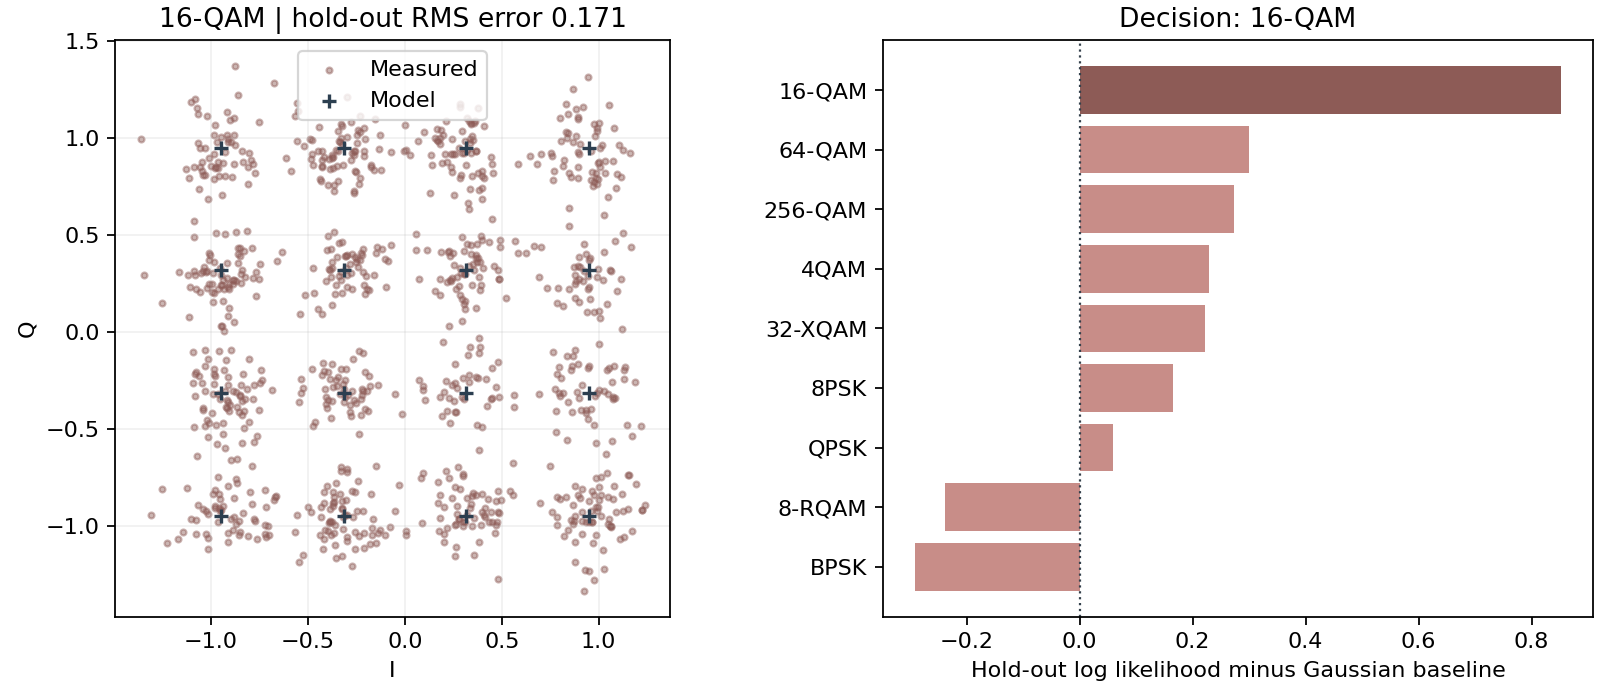 16-QAM | hold-out RMS error 0.171
Measured
Model
1.5
1.0
0.5
0.0
−0.5
−1.0
Q
−1.0
−0.5
0.0
0.5
1.0
I
Decision: 16-QAM
16-QAM
64-QAM
256-QAM
4QAM
32-XQAM
8PSK
QPSK
8-RQAM
BPSK
−0.2
0.0
0.2
0.4
0.6
0.8
Hold-out log likelihood minus Gaussian baseline